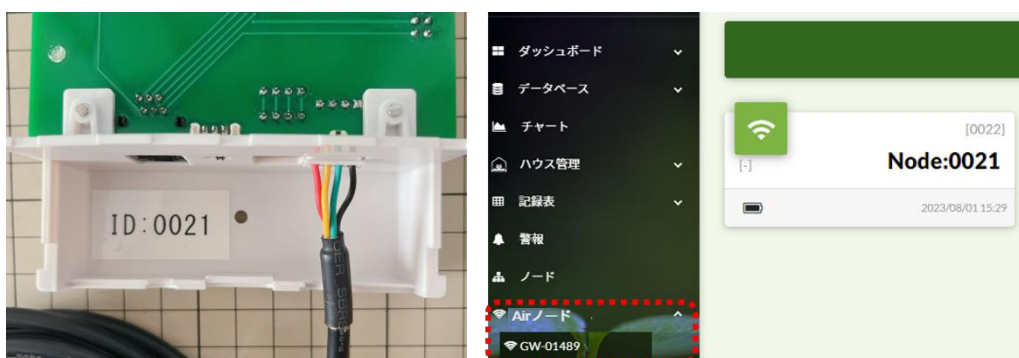 ID:0021
ダッシュボード
データベース
チャート
ハウス管理
記録表
警報
ノード
Airノード
GW-01489
[0022]
Node:0021
[-]
2023/08/01 15:29